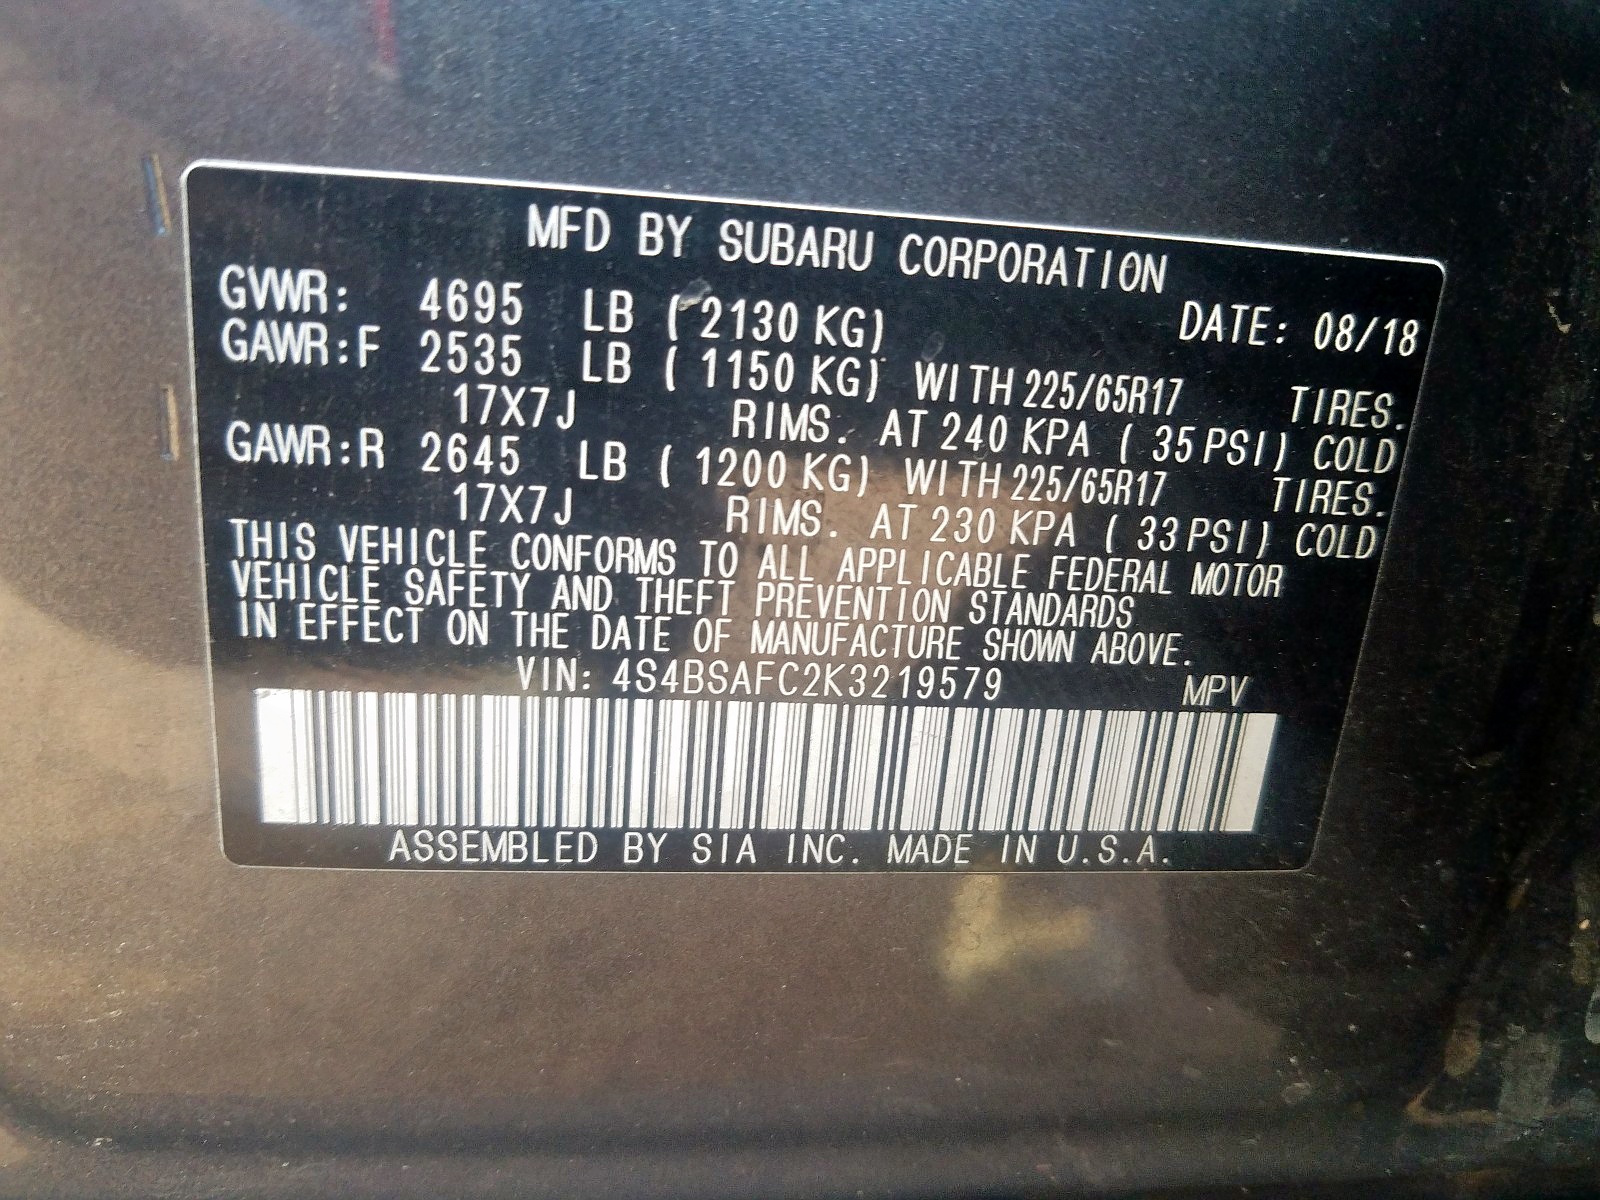 MFD BY SUBARU CORPORATION
GVWR: 4695 LB (2130 KG) DATE: 08/18
GAWR:F 2535 LB (1150 KG) WITH 225/65R17 TIRES.
17X7J RIMS. AT 240 KPA (35 PSI) COLD
GAWR:R 2645 LB (1200 KG) WITH 225/65R17 TIRES.
17X7J RIMS. AT 230 KPA (33 PSI) COLD
THIS VEHICLE CONFORMS TO ALL APPLICABLE FEDERAL MOTOR
VEHICLE SAFETY AND THEFT PREVENTION STANDARDS
IN EFFECT ON THE DATE OF MANUFACTURE SHOWN ABOVE.
VIN: 4S4BSAFC2K3219579 MPV
ASSEMBLED BY SIA INC. MADE IN U.S.A.